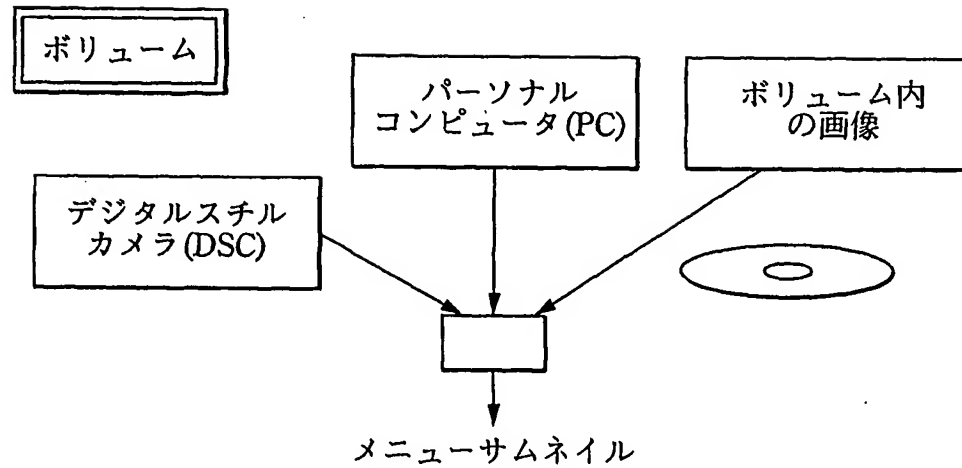 ボリューム
パーソナル
コンピュータ(PC)
ボリューム内
の画像
デジタルスチル
カメラ(DSC)
メニューサムネイル